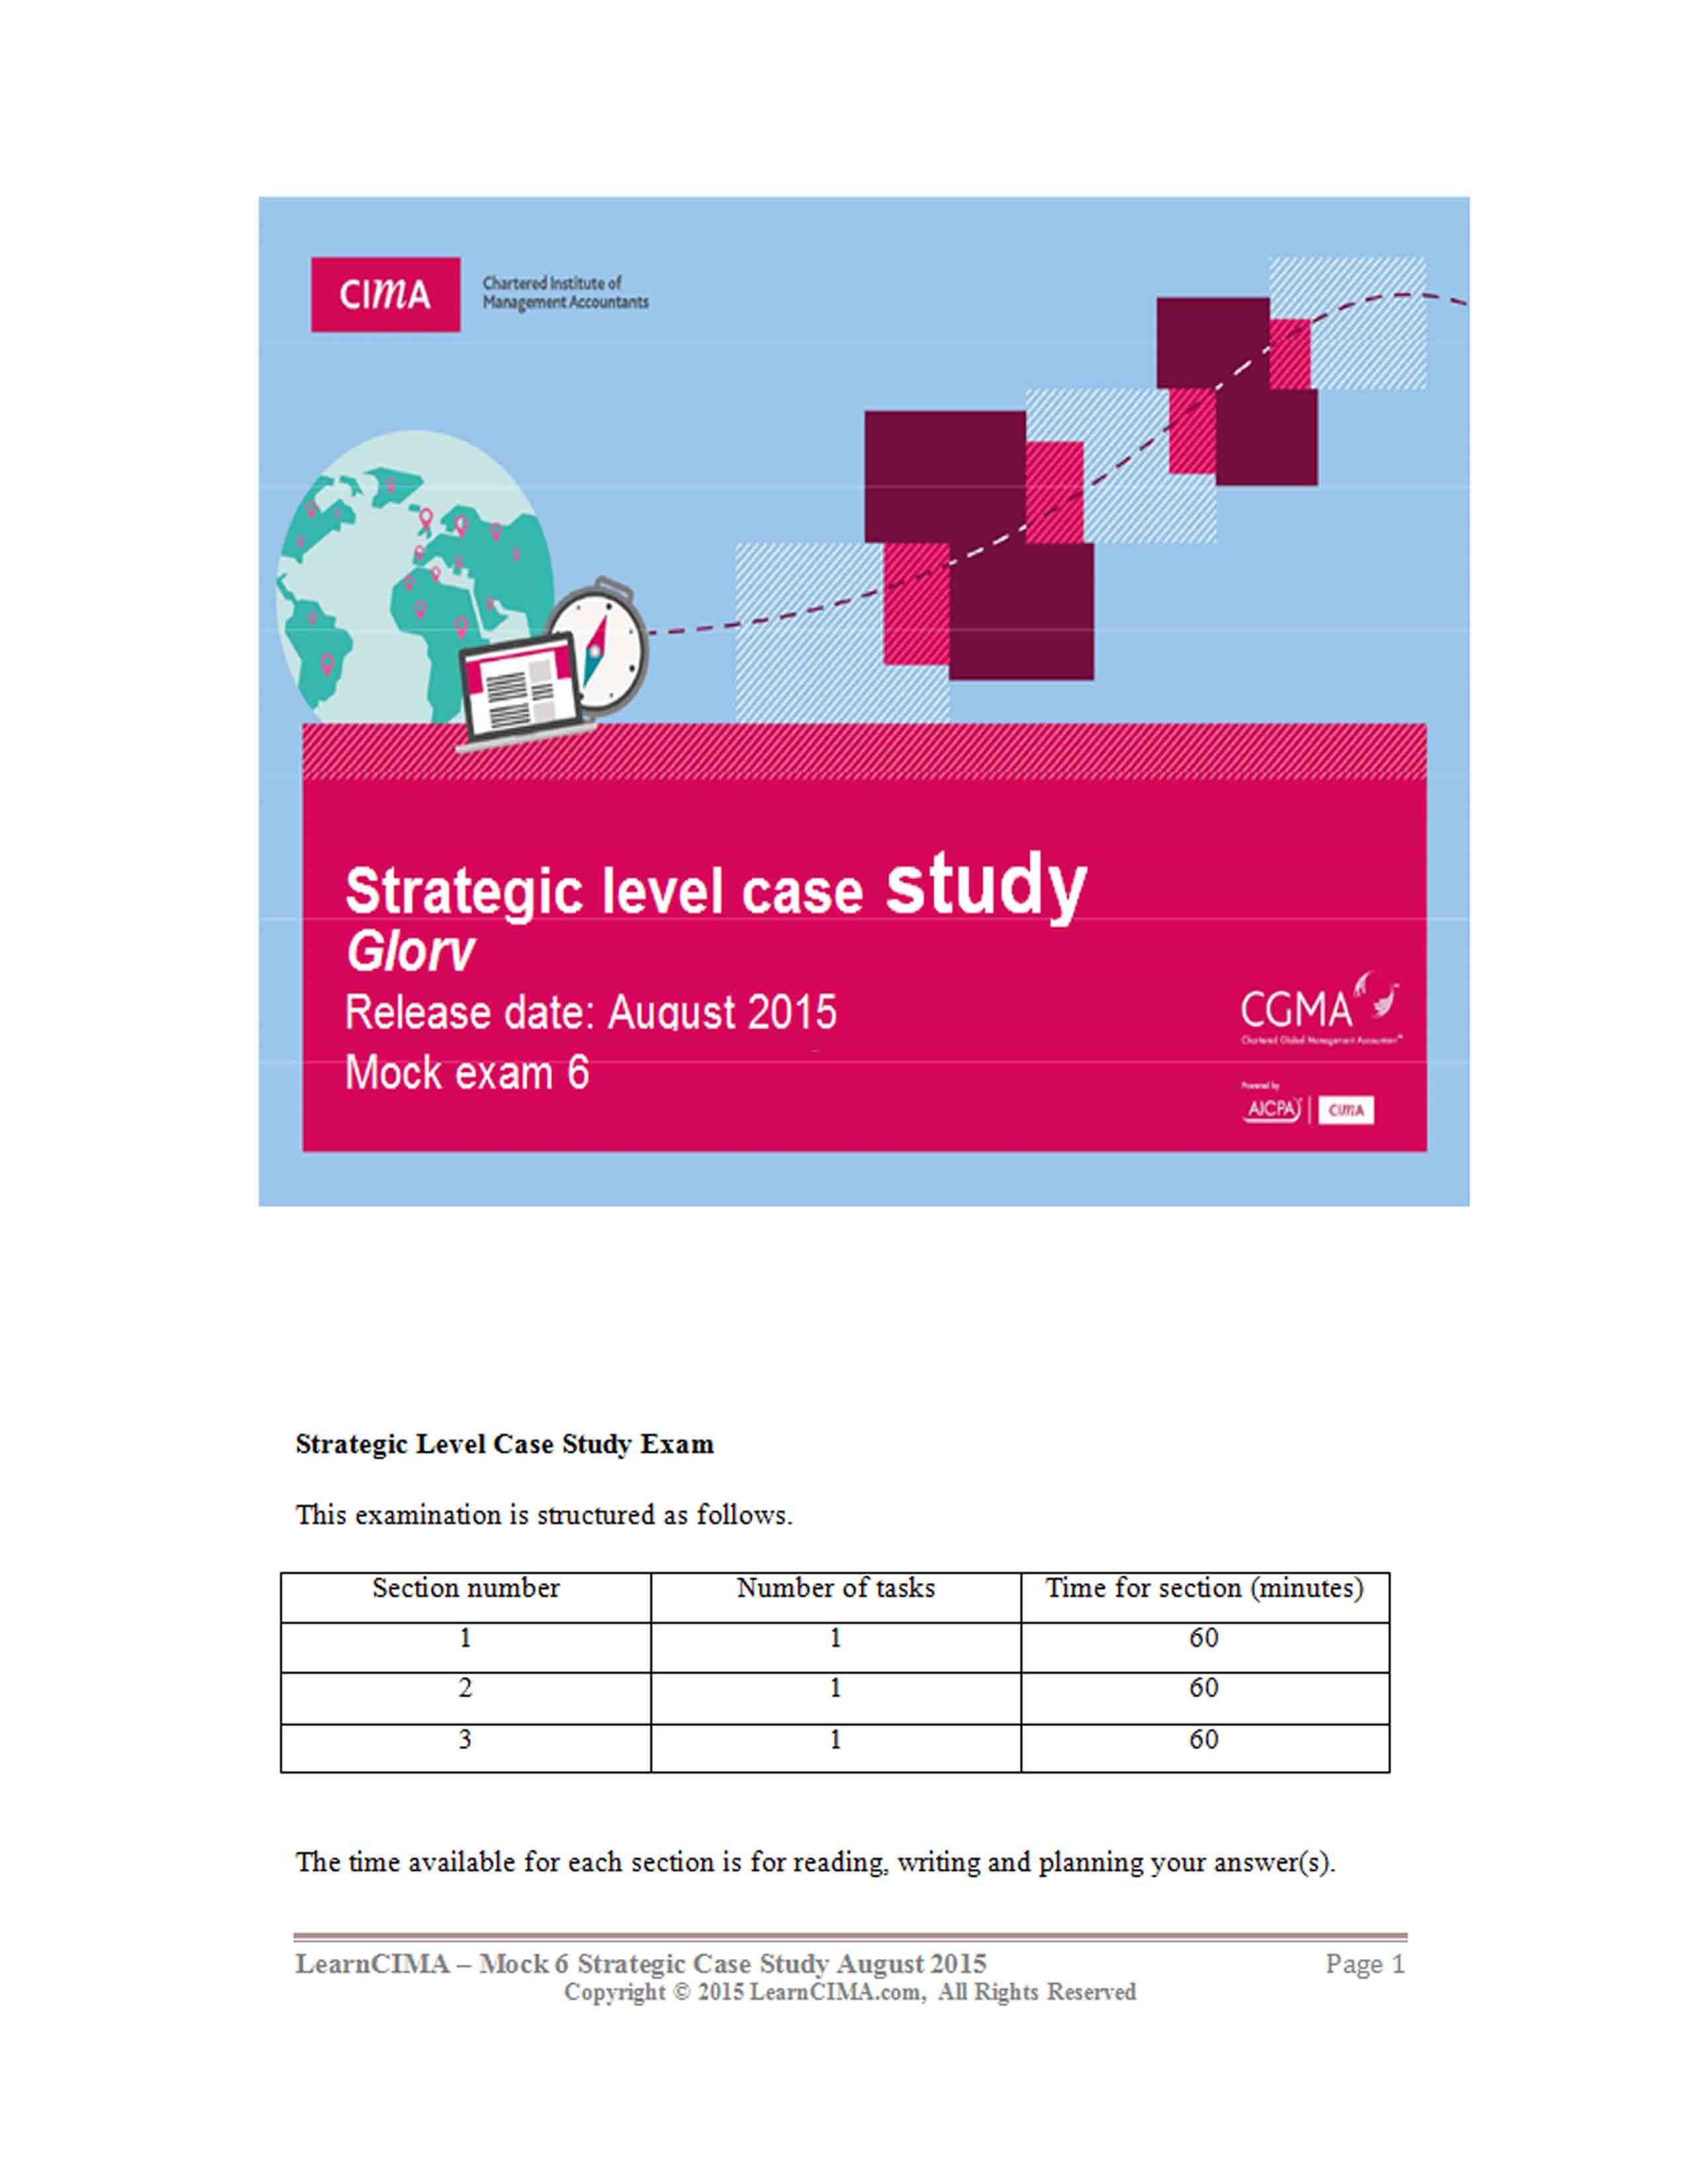 CIMA
Chartered Institute of
Management Accountants
Strategic level case study
Glorv
Release date: August 2015
Mock exam 6
CGMA
Chartered Global Management Accountant
Powered by
AICPA
CIMA
Strategic Level Case Study Exam
This examination is structured as follows.
Section number Number of tasks Time for section (minutes)
1 1 60
2 1 60
3 1 60
The time available for each section is for reading, writing and planning your answer(s).
LearnCIMA – Mock 6 Strategic Case Study August 2015 Page 1
Copyright © 2015 LearnCIMA.com, All Rights Reserved